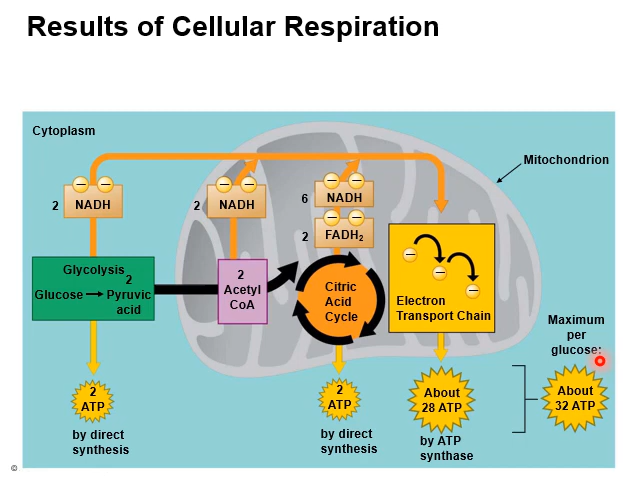 Results of Cellular Respiration
Cytoplasm
Mitochondrion
2 NADH
2 NADH
6 NADH
2 FADH₂
Glycolysis
2
Glucose → Pyruvic
acid
2
Acetyl
CoA
Citric
Acid
Cycle
Electron
Transport Chain
Maximum
per
glucose:
2
ATP
2
ATP
About
28 ATP
About
32 ATP
by direct
synthesis
by direct
synthesis
by ATP
synthase
©